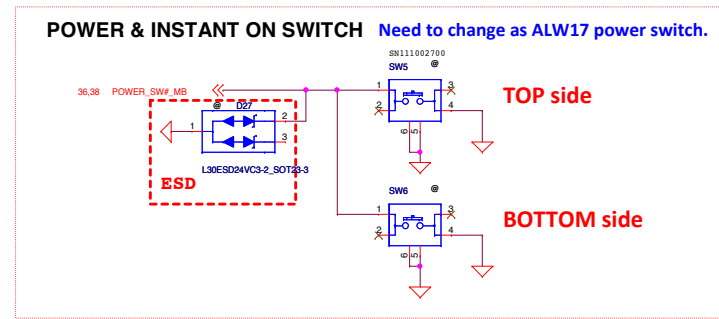 POWER & INSTANT ON SWITCH Need to change as ALW17 power switch.
SN111002700
SW5 @
36,38 POWER_SW#_MB
1 3
2 4
6 5
TOP side
@ D27
1 2
3
L30ESD24VC3-2_SOT23-3
ESD
SW6 @
1 3
2 4
6 5
BOTTOM side